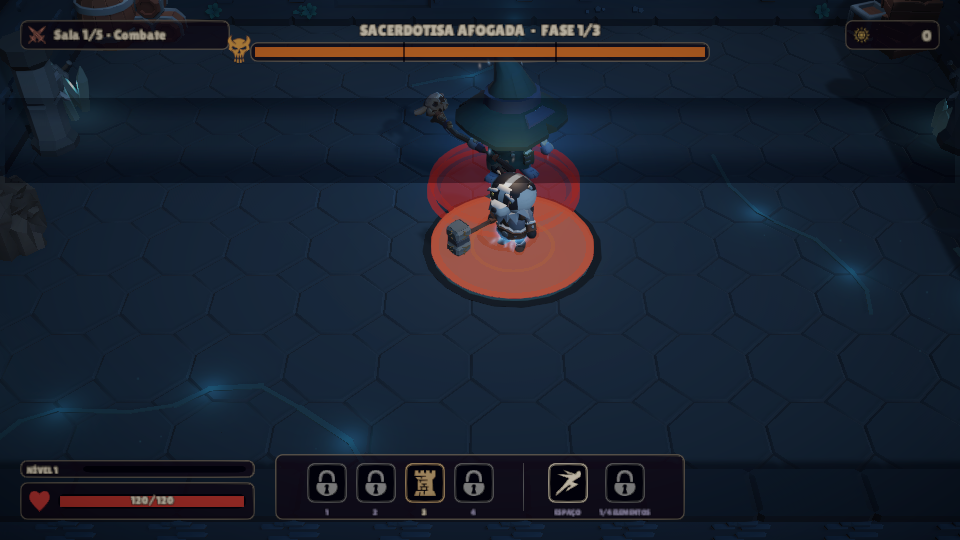 Sala 1/5 - Combate
SACERDOTISA AFOGADA - FASE 1/3
0
NÍVEL 1
120/120
1
2
3
4
ESPAÇO
1/4 ELEMENTOS